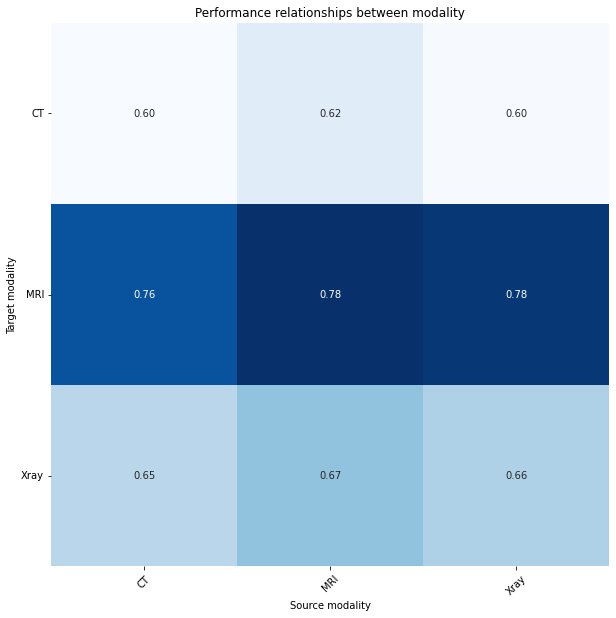 Performance relationships between modality
CT
0.60
0.62
0.60
MRI
0.76
0.78
0.78
Xray
0.65
0.67
0.66
Target modality
CT
MRI
Xray
Source modality